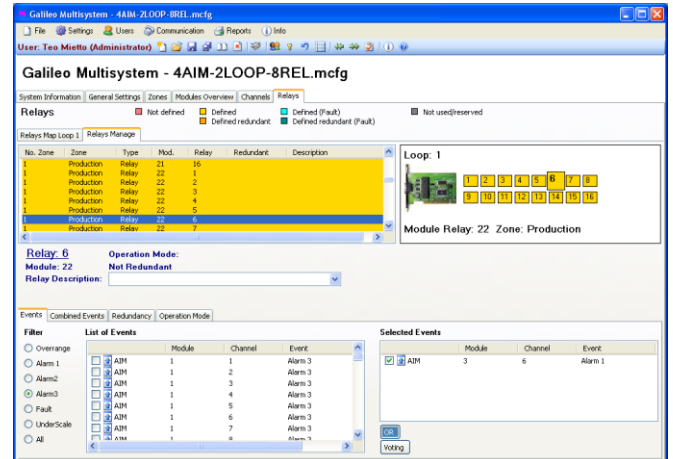 Galileo Multisystem - 4AIM-2LOOP-8REL.mcfg
File Settings Users Communication Reports Info
User: Teo Mietto (Administrator)
Galileo Multisystem - 4AIM-2LOOP-8REL.mcfg
System Information General Settings Zones Modules Overview Channels Relays
Relays Not defined Defined Defined (Fault) Not used/reserved
Defined redundant Defined redundant (Fault)
Relays Map Loop 1 Relays Manage
No. Zone Zone Type Mod. Relay Redundant Description
1 Production Relay 21 16
1 Production Relay 22 1
1 Production Relay 22 2
1 Production Relay 22 3
1 Production Relay 22 4
1 Production Relay 22 5
1 Production Relay 22 6
1 Production Relay 22 7
Loop: 1
1 2 3 4 5 6 7 8
9 10 11 12 13 14 15 16
Module Relay: 22 Zone: Production
Relay: 6 Operation Mode:
Module: 22 Not Redundant
Relay Description:
Events Combined Events Redundancy Operation Mode
Filter
Overrange
Alarm 1
Alarm2
Alarm3
Fault
UnderScale
All
List of Events
Module Channel Event
AIM 1 1 Alarm 3
AIM 1 2 Alarm 3
AIM 1 3 Alarm 3
AIM 1 4 Alarm 3
AIM 1 5 Alarm 3
AIM 1 6 Alarm 3
AIM 1 7 Alarm 3
AIM 1 8 Alarm 3
Selected Events
Module Channel Event
AIM 3 6 Alarm 1
OR
Voting